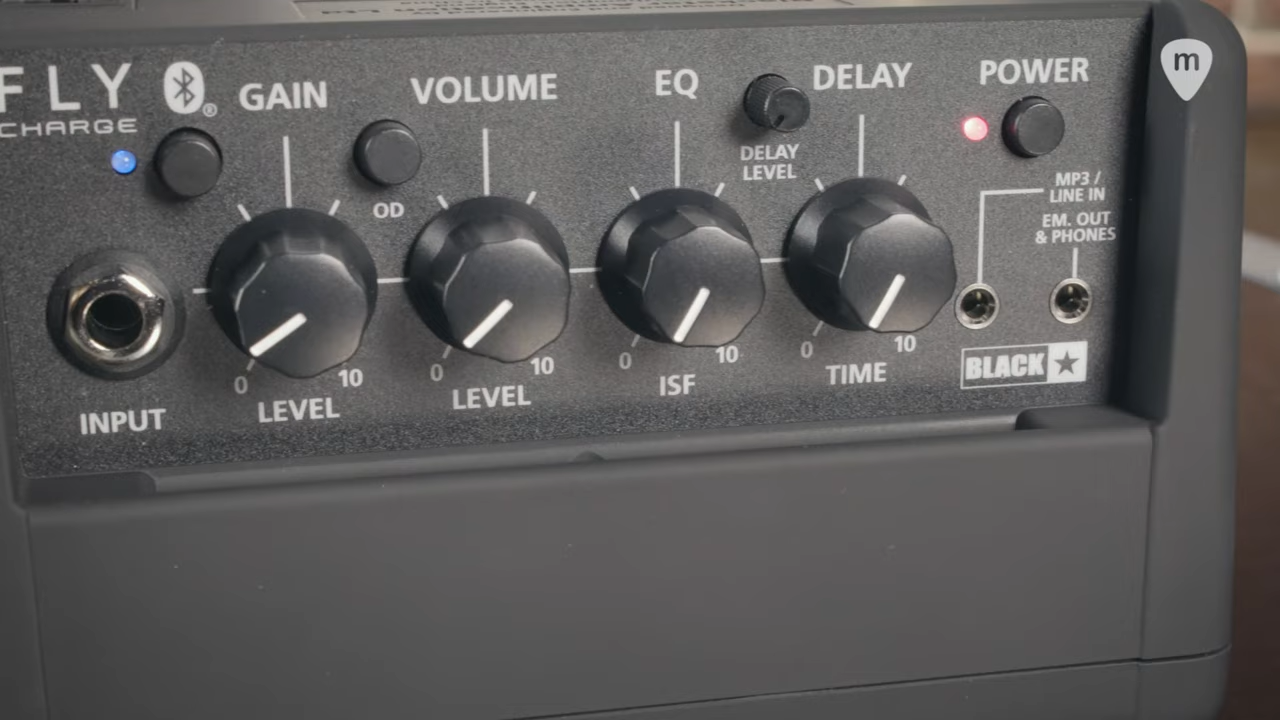 FLY
CHARGE
GAIN
VOLUME
EQ
DELAY
POWER
m
DELAY
LEVEL
OD
MP3 /
LINE IN
EM. OUT
& PHONES
0 10
LEVEL
0 10
LEVEL
0 10
ISF
0 10
TIME
INPUT
BLACK